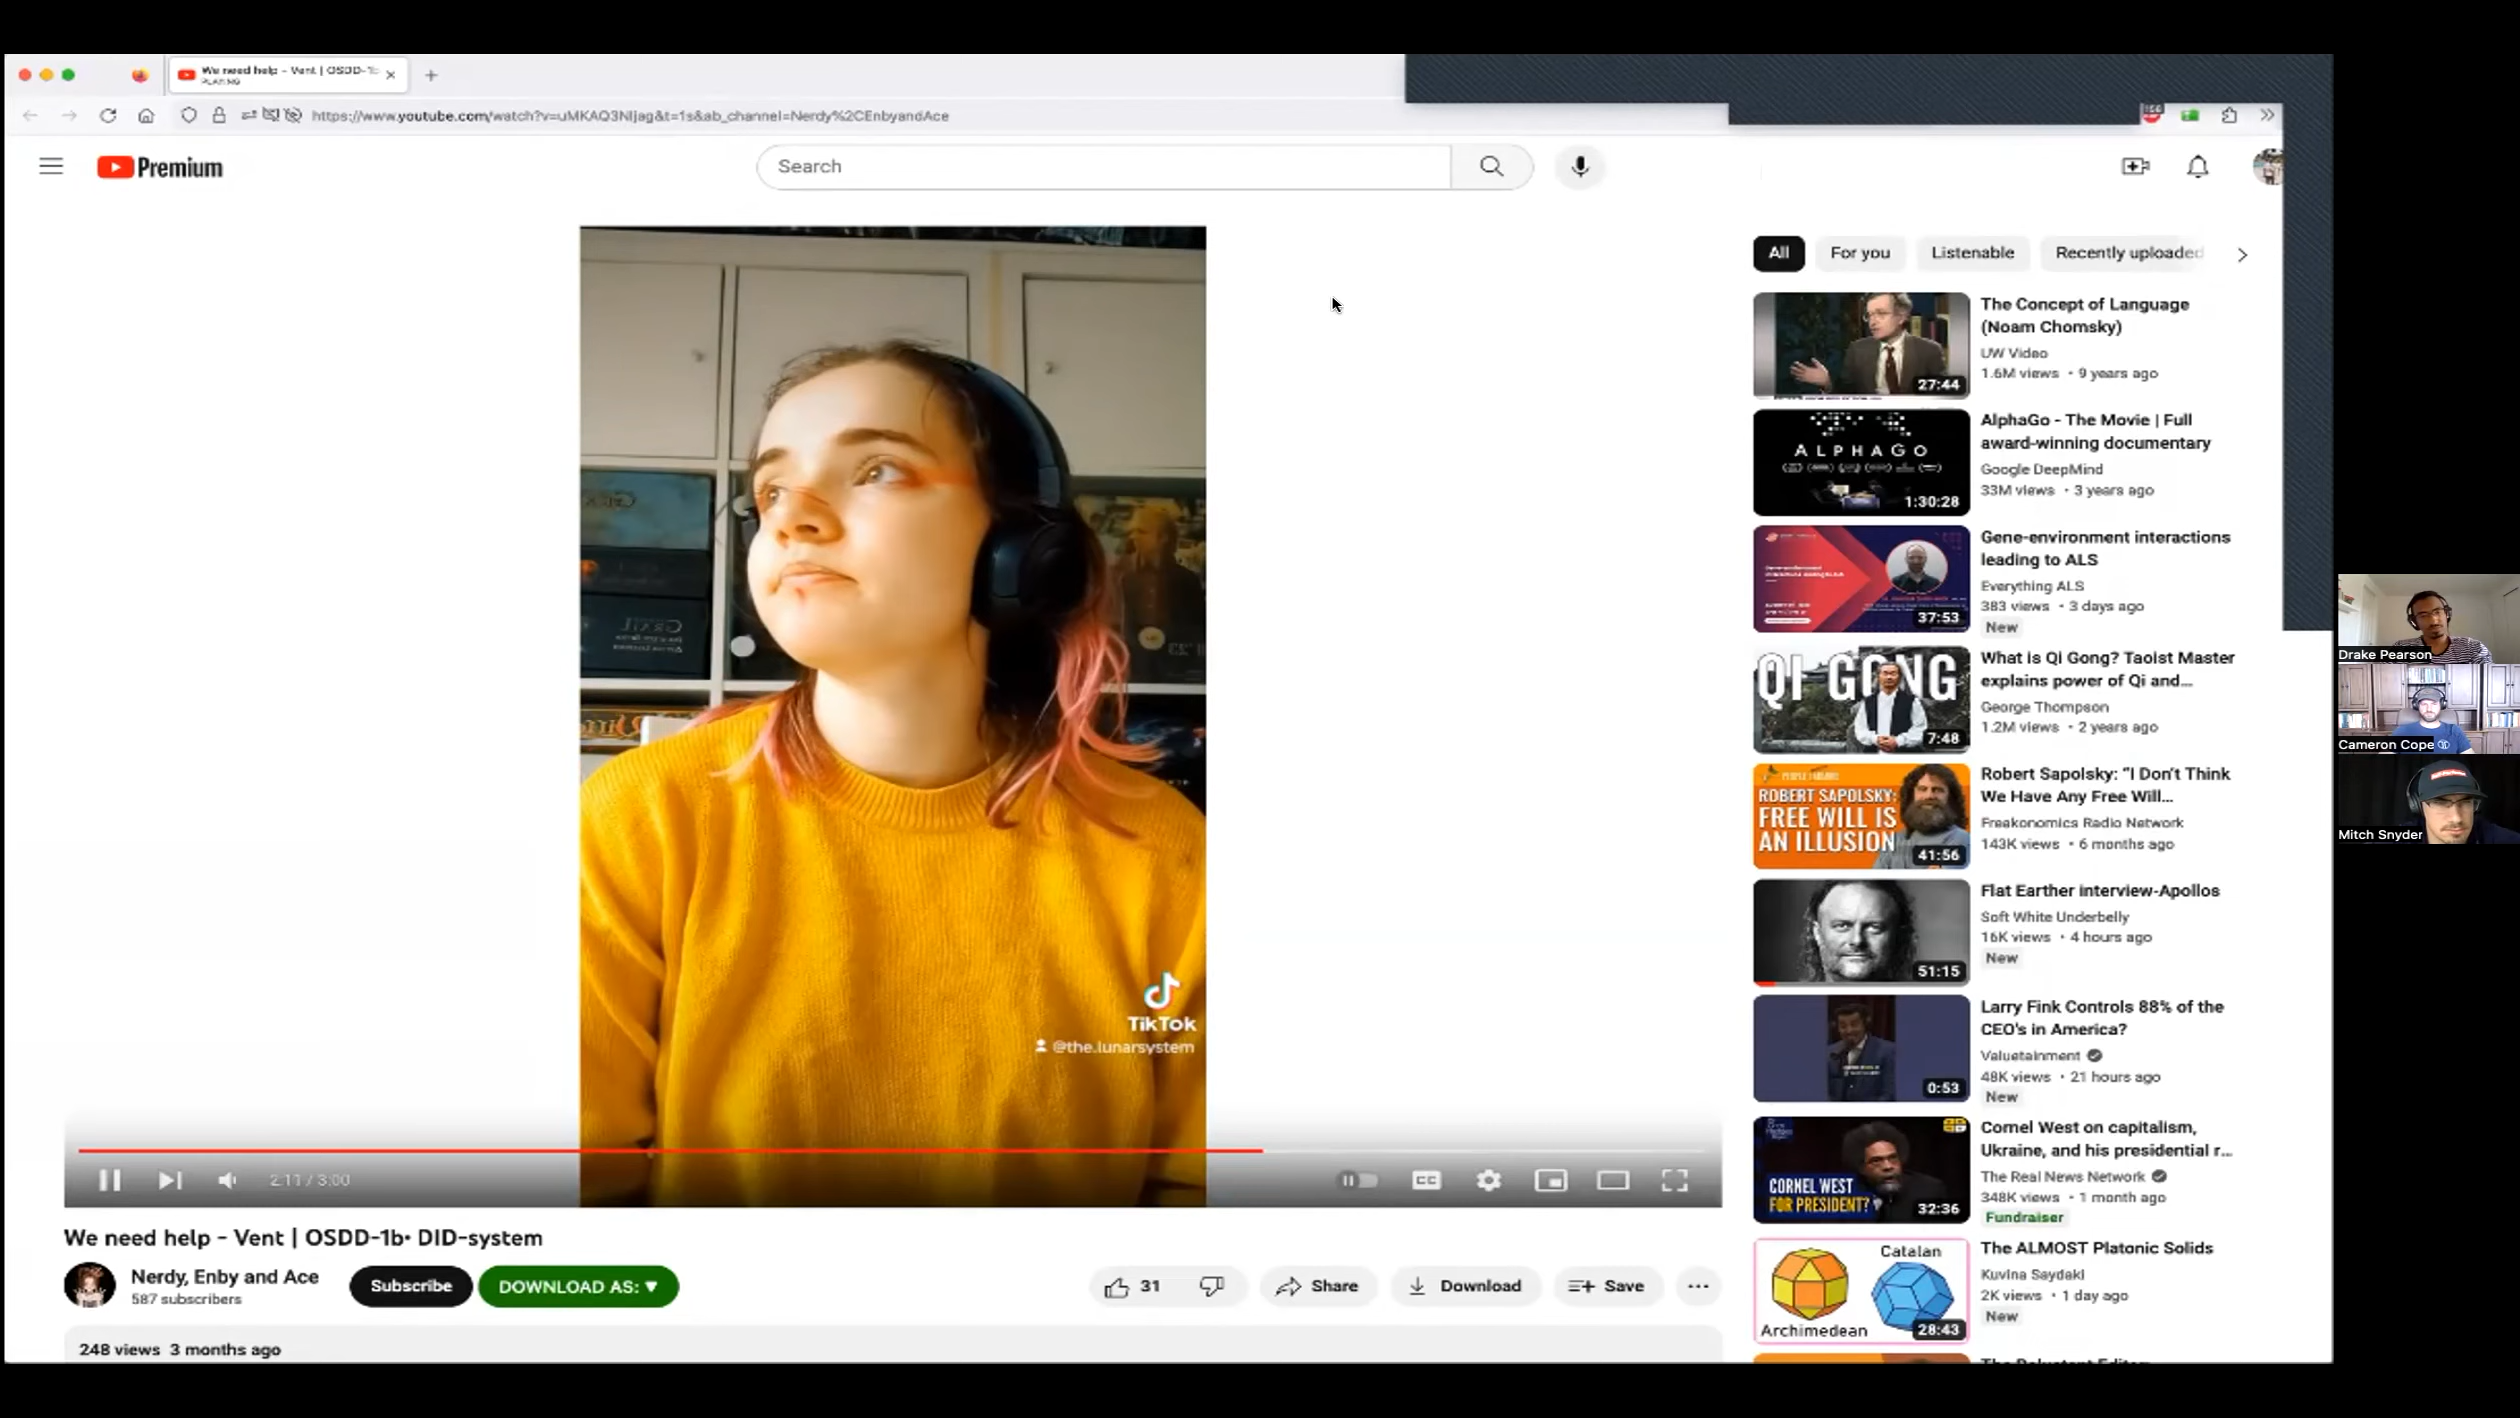 We need help - Vent | OSDD-1b
PLAYING
https://www.youtube.com/watch?v=uMKAQ3NIjag&t=1s&ab_channel=Nerdy%2CEnbyandAce
Premium
Search
All
For you
Listenable
Recently uploaded
The Concept of Language
(Noam Chomsky)
UW Video
1.6M views • 9 years ago
27:44
ALPHAGO
1:30:28
AlphaGo - The Movie | Full
award-winning documentary
Google DeepMind
33M views • 3 years ago
37:53
Gene-environment interactions
leading to ALS
Everything ALS
383 views • 3 days ago
New
QI GONG
7:48
What is Qi Gong? Taoist Master
explains power of Qi and...
George Thompson
1.2M views • 2 years ago
ROBERT SAPOLSKY:
FREE WILL IS
AN ILLUSION
41:56
Robert Sapolsky: "I Don't Think
We Have Any Free Will...
Freakonomics Radio Network
143K views • 6 months ago
51:15
Flat Earther interview-Apollos
Soft White Underbelly
16K views • 4 hours ago
New
0:53
Larry Fink Controls 88% of the
CEO's in America?
Valuetainment
48K views • 21 hours ago
New
CORNEL WEST
FOR PRESIDENT?
32:36
Cornel West on capitalism,
Ukraine, and his presidential r...
The Real News Network
348K views • 1 month ago
Fundraiser
Catalan
Archimedean
28:43
The ALMOST Platonic Solids
Kuvina Saydaki
2K views • 1 day ago
New
TikTok
@the.lunarsystem
2:11 / 3:00
CC
We need help - Vent | OSDD-1b• DID-system
Nerdy, Enby and Ace
587 subscribers
Subscribe
DOWNLOAD AS: ▼
31
Share
Download
Save
248 views 3 months ago
Drake Pearson
Cameron Cope
Mitch Snyder